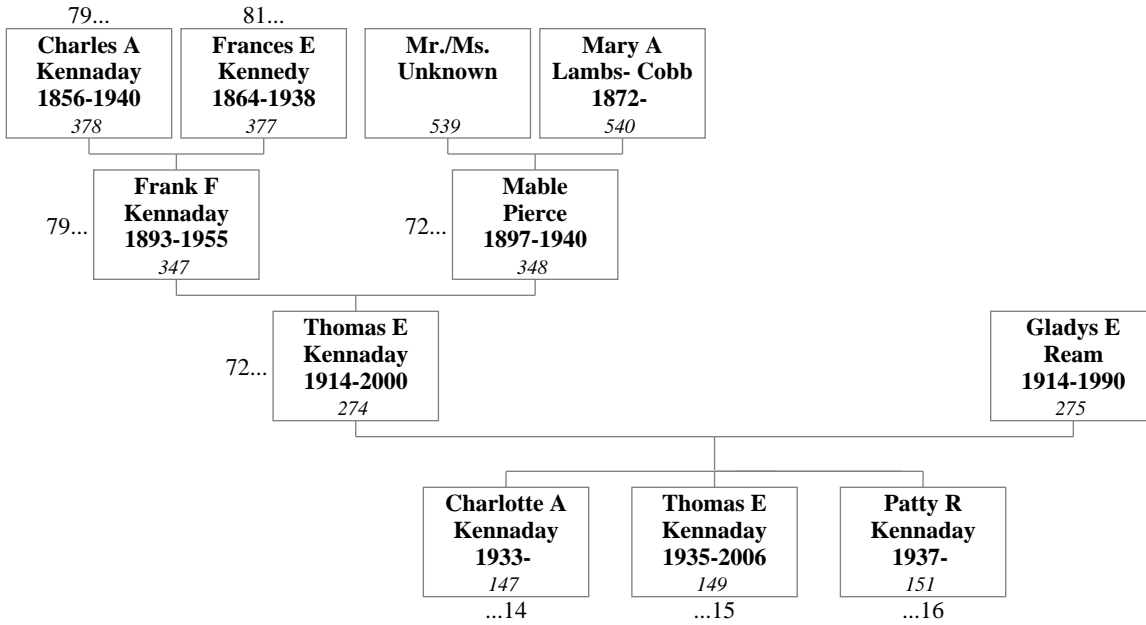 79...
81...
Charles A
Kennaday
1856-1940
378
Frances E
Kennedy
1864-1938
377
Mr./Ms.
Unknown
539
Mary A
Lambs- Cobb
1872-
540
79...
Frank F
Kennaday
1893-1955
347
72...
Mable
Pierce
1897-1940
348
72...
Thomas E
Kennaday
1914-2000
274
Gladys E
Ream
1914-1990
275
Charlotte A
Kennaday
1933-
147
...14
Thomas E
Kennaday
1935-2006
149
...15
Patty R
Kennaday
1937-
151
...16